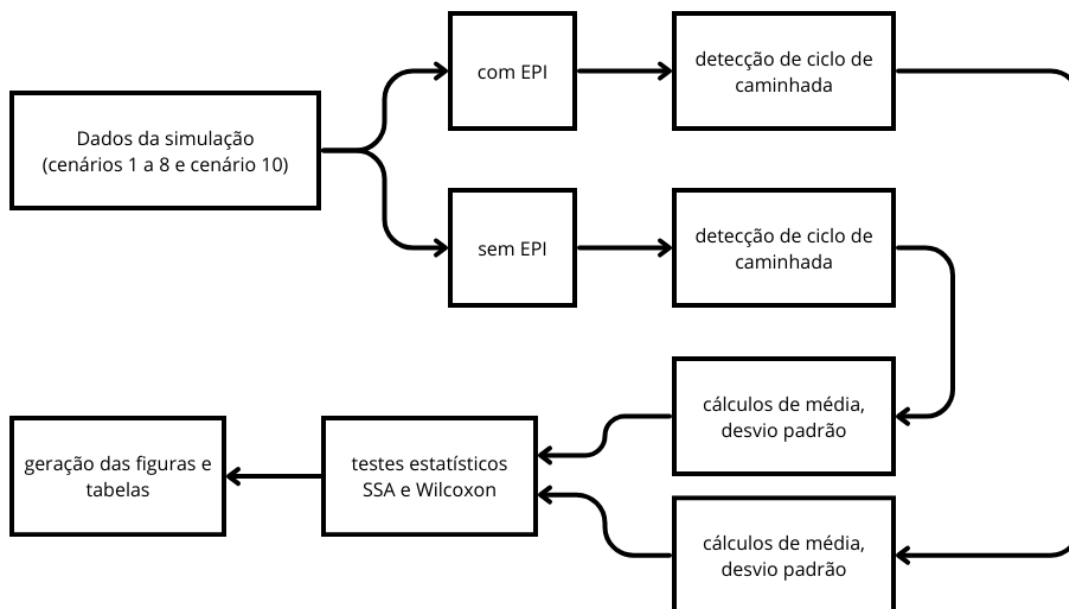 com EPI
detecção de ciclo de
caminhada
Dados da simulação
(cenários 1 a 8 e cenário 10)
sem EPI
detecção de ciclo de
caminhada
cálculos de média,
desvio padrão
geração das figuras e
tabelas
testes estatísticos
SSA e Wilcoxon
cálculos de média,
desvio padrão